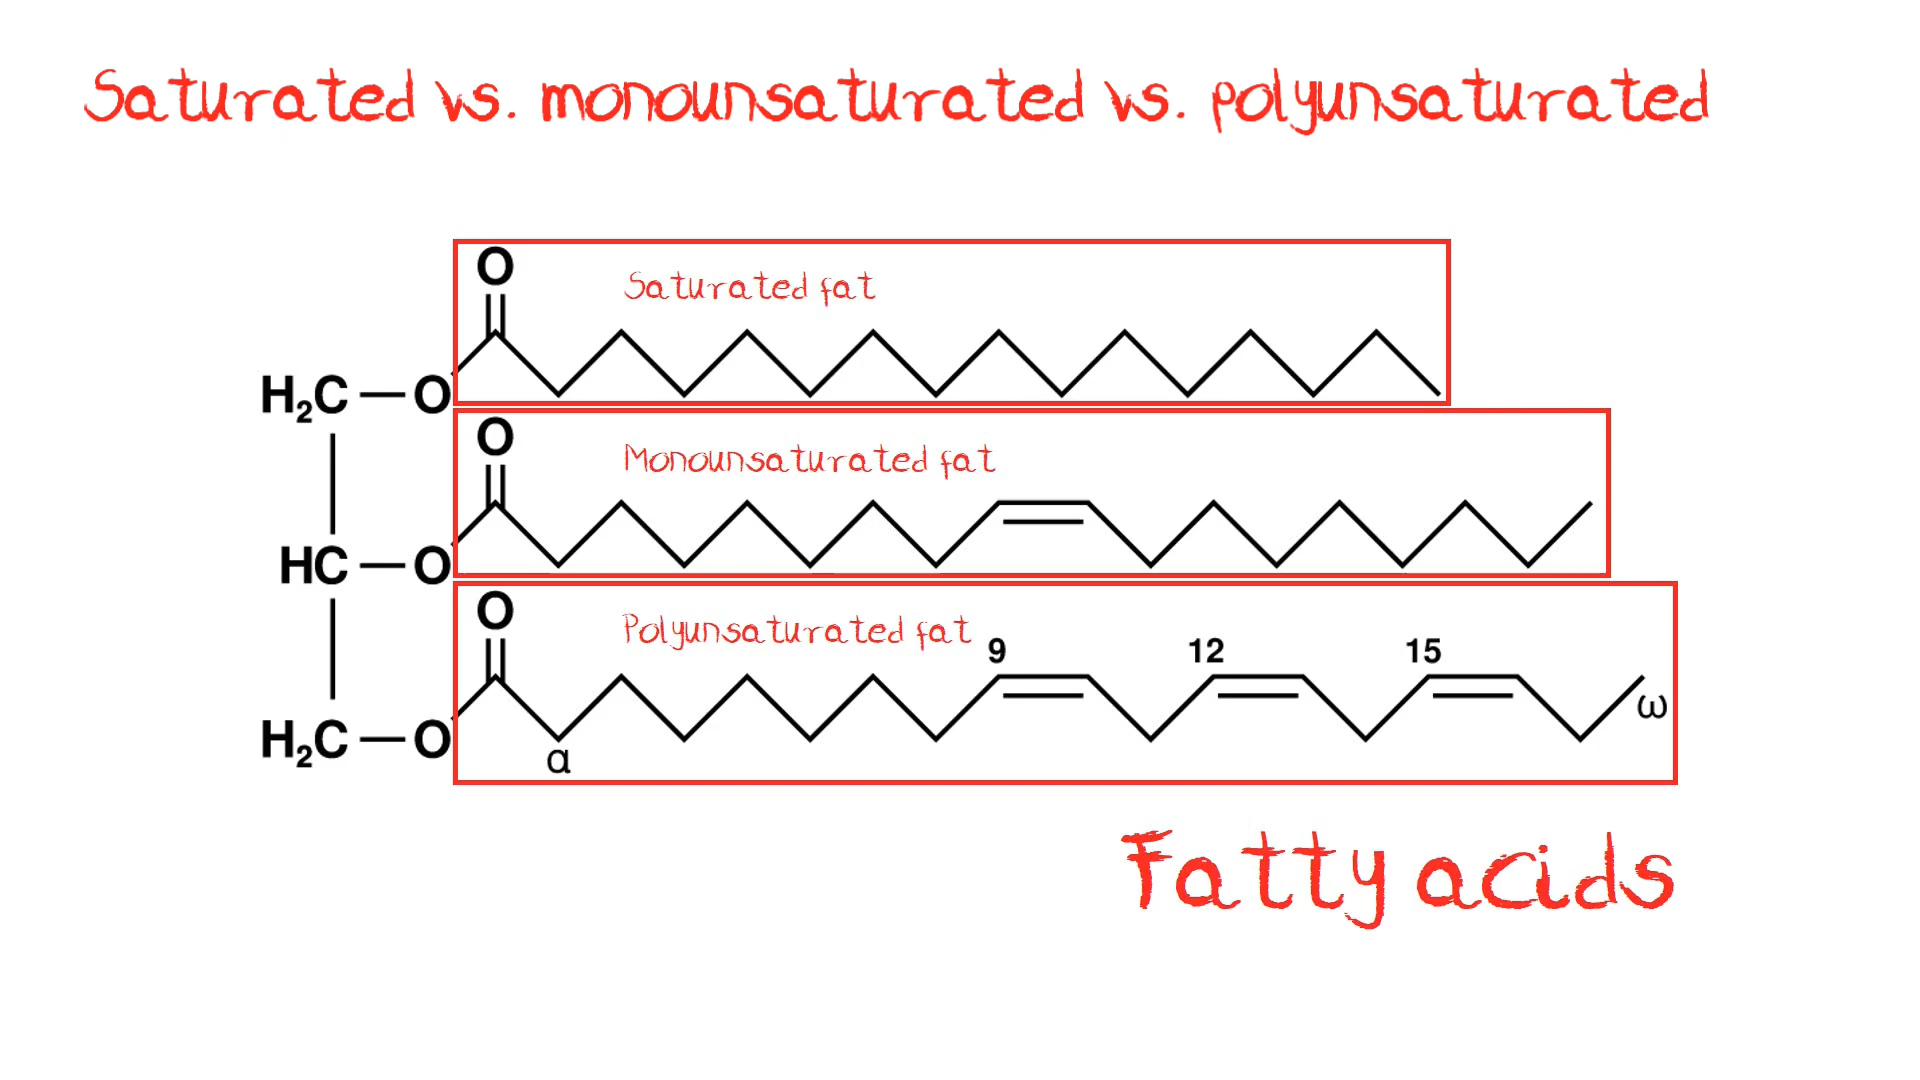 Saturated vs. monounsaturated vs. polyunsaturated
O
Saturated fat
H₂C — O
O
Monounsaturated fat
HC — O
O
Polyunsaturated fat
9 12 15
ω
H₂C — O
α
Fatty acids